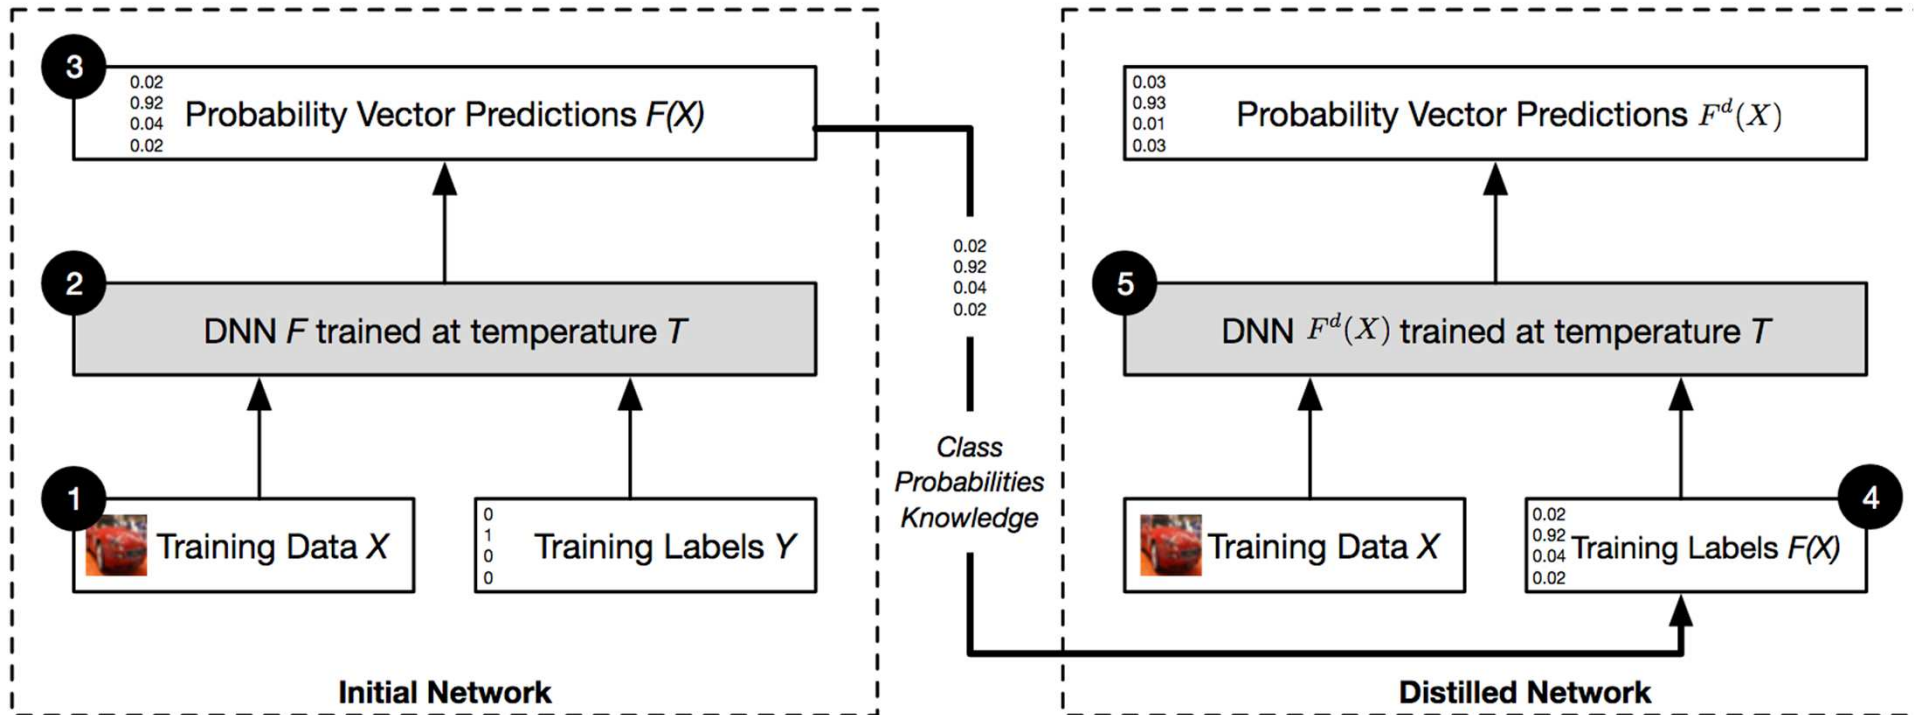 3
0.02
0.92
0.04
0.02
Probability Vector Predictions F(X)
2
DNN F trained at temperature T
1
Training Data X
0
1
0
0
Training Labels Y
Initial Network
0.02
0.92
0.04
0.02
Class
Probabilities
Knowledge
0.03
0.93
0.01
0.03
Probability Vector Predictions F^d(X)
5
DNN F^d(X) trained at temperature T
Training Data X
4
0.02
0.92
0.04
0.02
Training Labels F(X)
Distilled Network